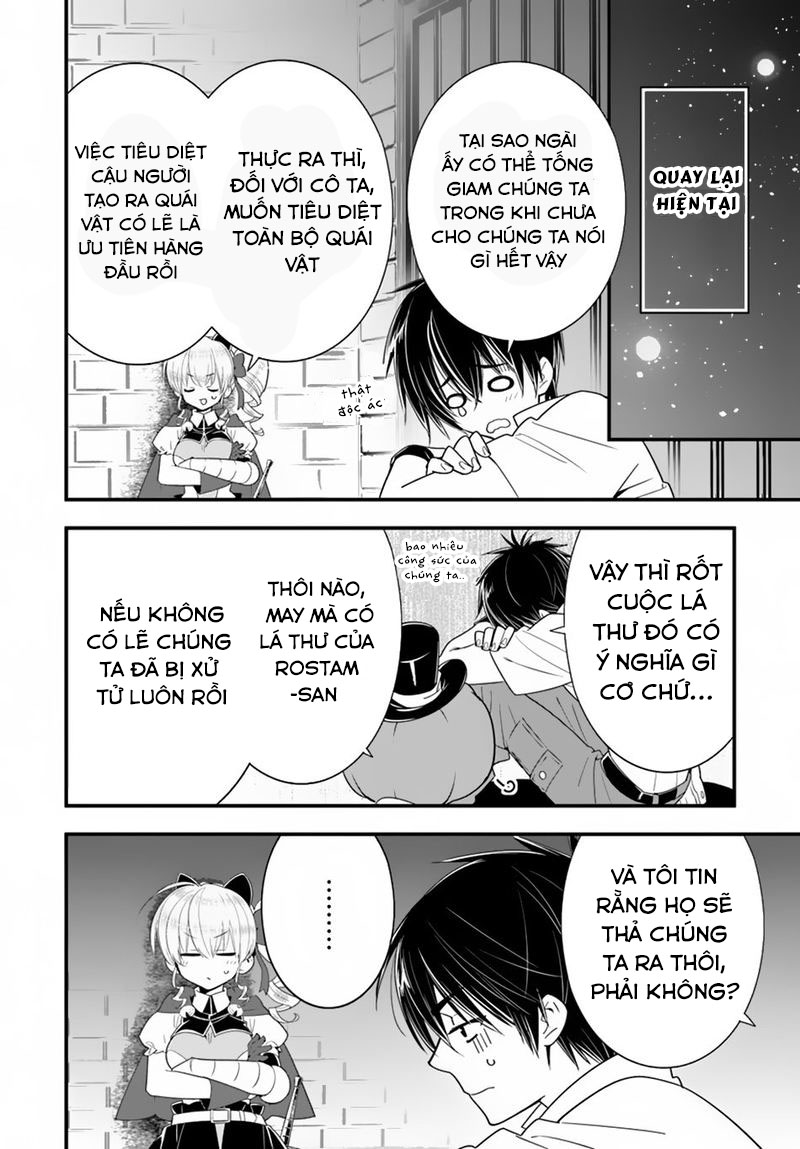 QUAY LẠI
HIỆN TẠI
TẠI SAO NGÀI
ẤY CÓ THỂ TỐNG
GIAM CHÚNG TA
TRONG KHI CHƯA
CHO CHÚNG TA NÓI
GÌ HẾT VẬY
thật
độc ác
THỰC RA THÌ,
ĐỐI VỚI CÔ TA,
MUỐN TIÊU DIỆT
TOÀN BỘ QUÁI
VẬT
VIỆC TIÊU DIỆT
CẬU NGƯỜI
TẠO RA QUÁI
VẬT CÓ LẼ LÀ
ƯU TIÊN HÀNG
ĐẦU RỒI
VẬY THÌ RỐT
CUỘC LÁ
THƯ ĐÓ CÓ
Ý NGHĨA GÌ
CƠ CHỨ...
bao nhiêu
công sức của
chúng ta..
THÔI NÀO,
MAY MÀ CÓ
LÁ THƯ CỦA
ROSTAM
-SAN
NẾU KHÔNG
CÓ LẼ CHÚNG
TA ĐÃ BỊ XỬ
TỬ LUÔN RỒI
VÀ TÔI TIN
RẰNG HỌ SẼ
THẢ CHÚNG
TA RA THÔI,
PHẢI KHÔNG?
.........